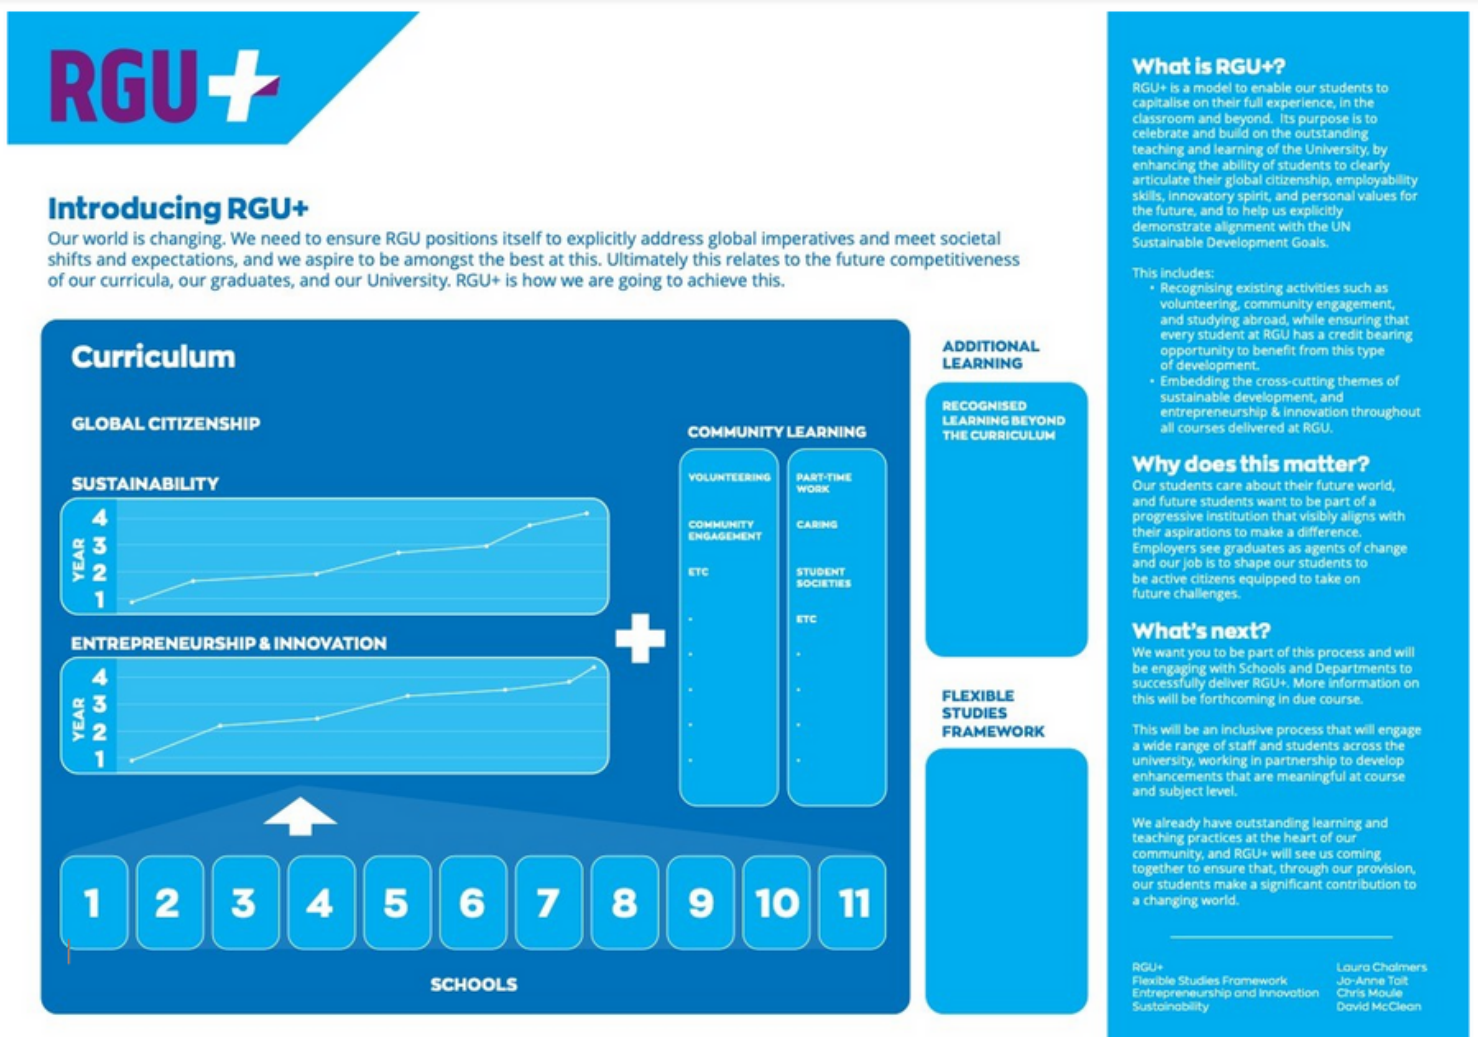 RGU+
Introducing RGU+
Our world is changing. We need to ensure RGU positions itself to explicitly address global imperatives and meet societal
shifts and expectations, and we aspire to be amongst the best at this. Ultimately this relates to the future competitiveness
of our curricula, our graduates, and our University. RGU+ is how we are going to achieve this.
Curriculum
GLOBAL CITIZENSHIP
SUSTAINABILITY
YEAR
4
3
2
1
ENTREPRENEURSHIP & INNOVATION
YEAR
4
3
2
1
COMMUNITY LEARNING
VOLUNTEERING
COMMUNITY
ENGAGEMENT
ETC
PART-TIME
WORK
CARING
STUDENT
SOCIETIES
ETC
1 2 3 4 5 6 7 8 9 10 11
SCHOOLS
ADDITIONAL
LEARNING
RECOGNISED
LEARNING BEYOND
THE CURRICULUM
FLEXIBLE
STUDIES
FRAMEWORK
What is RGU+?
RGU+ is a model to enable our students to
capitalise on their full experience, in the
classroom and beyond. Its purpose is to
celebrate and build on the outstanding
teaching and learning of the University, by
enhancing the ability of students to clearly
articulate their global citizenship, employability
skills, innovatory spirit, and personal values for
the future, and to help us explicitly
demonstrate alignment with the UN
Sustainable Development Goals.
This includes:
• Recognising existing activities such as
volunteering, community engagement,
and studying abroad, while ensuring that
every student at RGU has a credit bearing
opportunity to benefit from this type
of development.
• Embedding the cross-cutting themes of
sustainable development, and
entrepreneurship & innovation throughout
all courses delivered at RGU.
Why does this matter?
Our students care about their future world,
and future students want to be part of a
progressive institution that visibly aligns with
their aspirations to make a difference.
Employers see graduates as agents of change
and our job is to shape our students to
be active citizens equipped to take on
future challenges.
What's next?
We want you to be part of this process and will
be engaging with Schools and Departments to
successfully deliver RGU+. More information on
this will be forthcoming in due course.
This will be an inclusive process that will engage
a wide range of staff and students across the
university, working in partnership to develop
enhancements that are meaningful at course
and subject level.
We already have outstanding learning and
teaching practices at the heart of our
community, and RGU+ will see us coming
together to ensure that, through our provision,
our students make a significant contribution to
a changing world.
RGU+ Laura Chalmers
Flexible Studies Framework Jo-Anne Tait
Entrepreneurship and Innovation Chris Moule
Sustainability David McClean